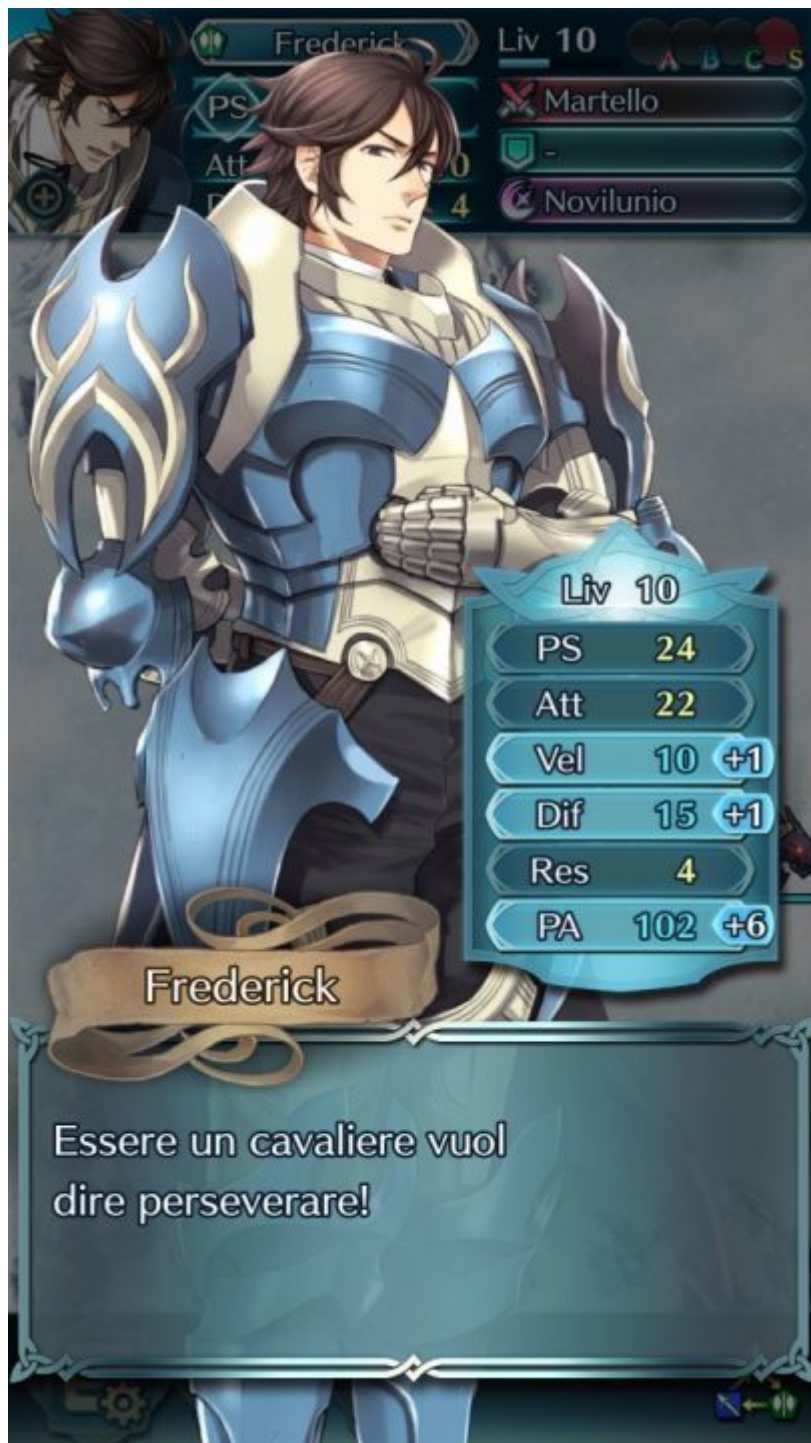 Frederick
Liv 10
A B C S
PS
Martello
Att 0
-
4
Novilunio
Liv 10
PS 24
Att 22
Vel 10 +1
Dif 15 +1
Res 4
PA 102 +6
Frederick
Essere un cavaliere vuol
dire perseverare!